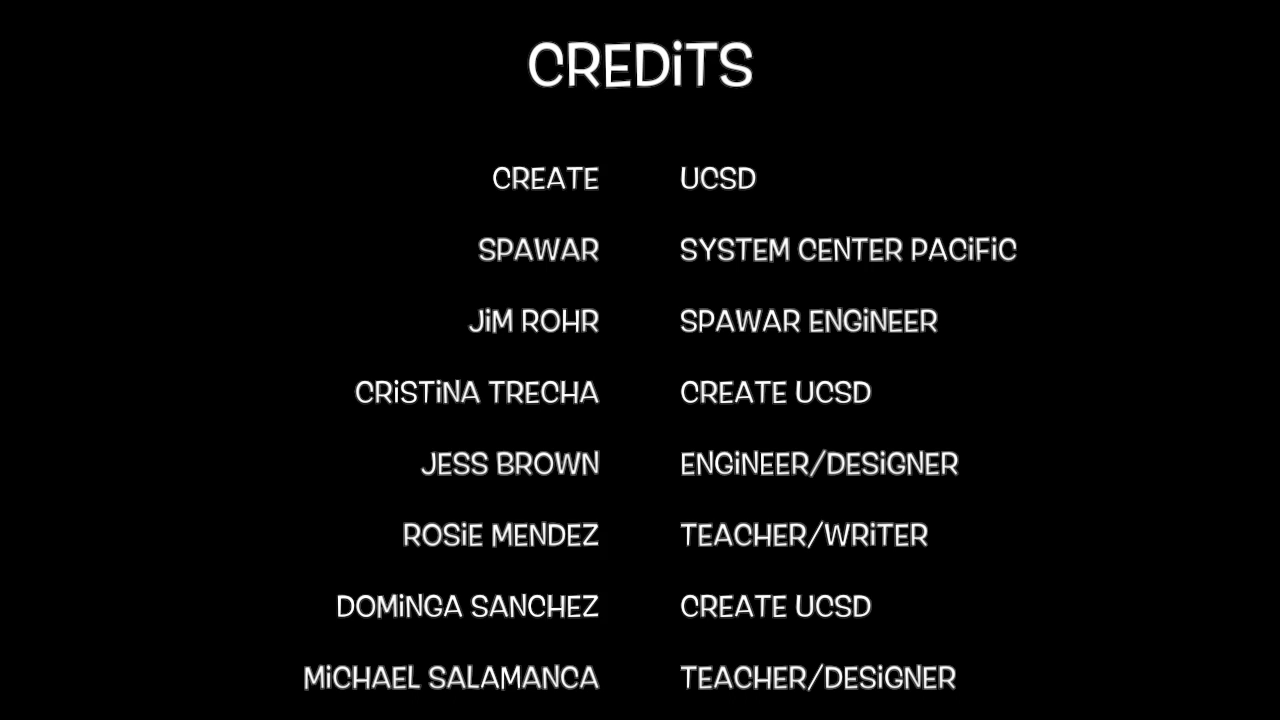 CREDiTS
CREATE UCSD
SPAWAR SYSTEM CENTER PACiFiC
JiM ROHR SPAWAR ENGiNEER
CRiSTiNA TRECHA CREATE UCSD
JESS BROWN ENGiNEER/DESiGNER
ROSiE MENDEZ TEACHER/WRiTER
DOMiNGA SANCHEZ CREATE UCSD
MiCHAEL SALAMANCA TEACHER/DESiGNER